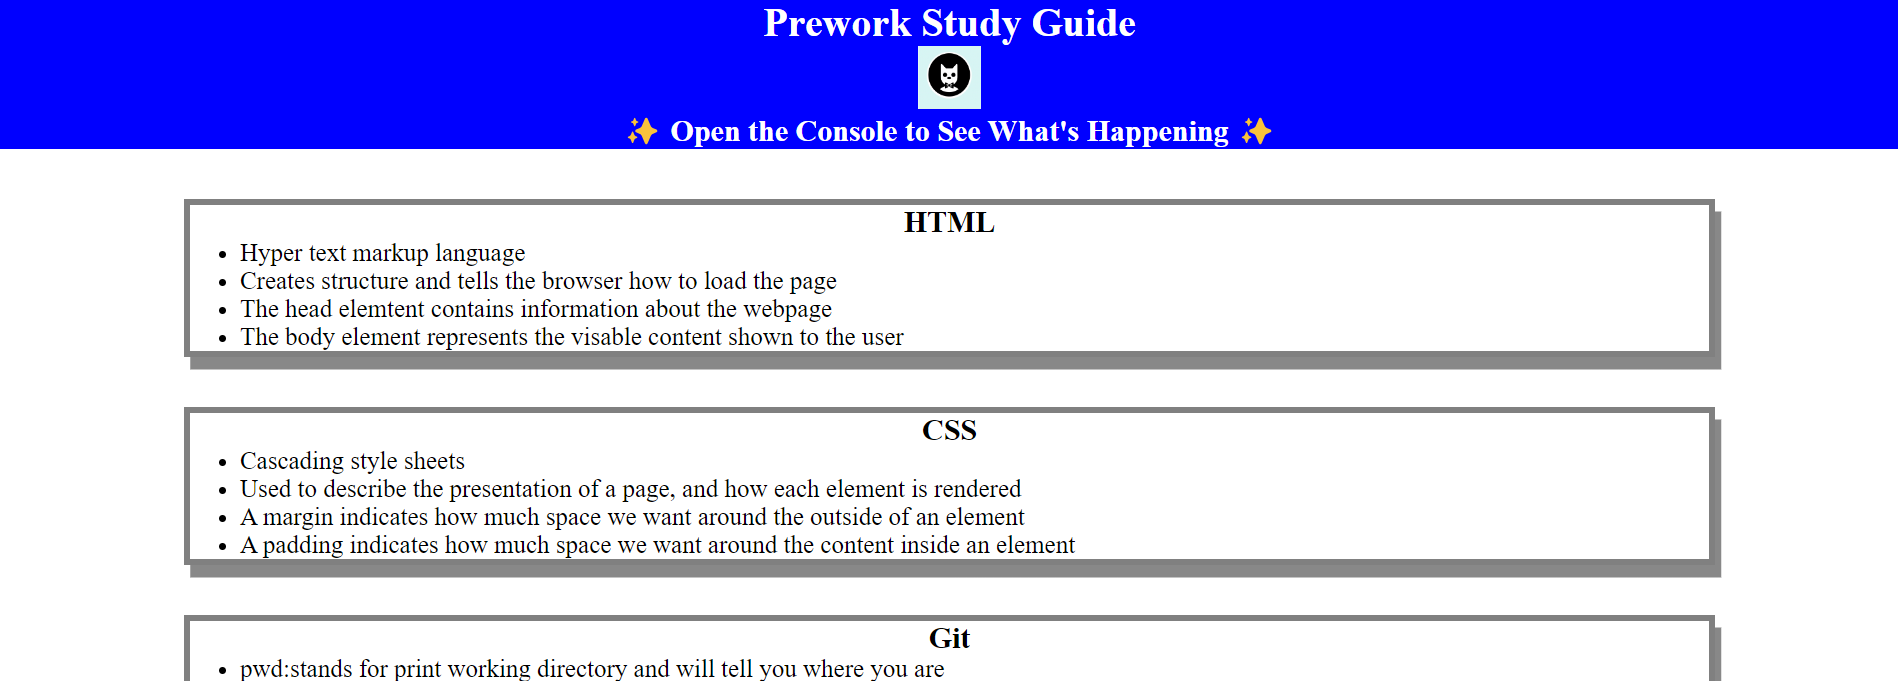 Prework Study Guide
✨ Open the Console to See What's Happening ✨
HTML
• Hyper text markup language
• Creates structure and tells the browser how to load the page
• The head elemtent contains information about the webpage
• The body element represents the visable content shown to the user
CSS
• Cascading style sheets
• Used to describe the presentation of a page, and how each element is rendered
• A margin indicates how much space we want around the outside of an element
• A padding indicates how much space we want around the content inside an element
Git
• pwd:stands for print working directory and will tell you where you are